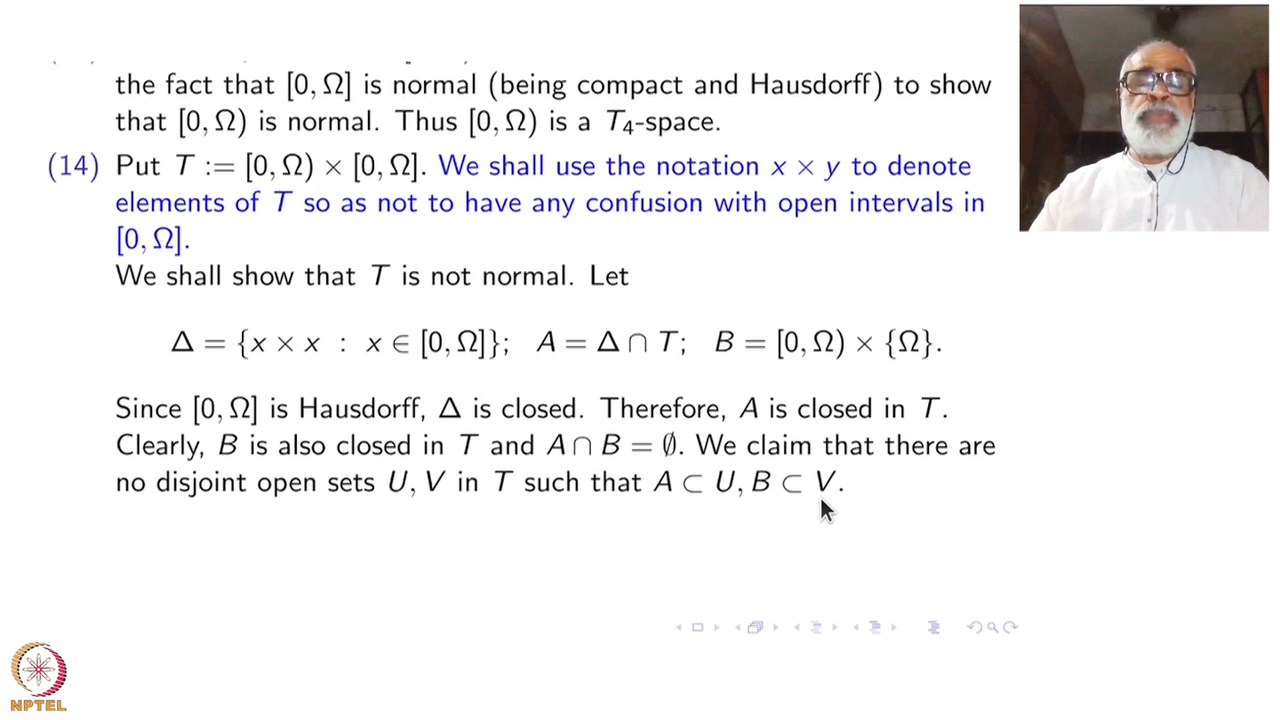 the fact that [0, Ω] is normal (being compact and Hausdorff) to show
that [0, Ω) is normal. Thus [0, Ω) is a T₄-space.
(14) Put T := [0, Ω) × [0, Ω]. We shall use the notation x × y to denote
elements of T so as not to have any confusion with open intervals in
[0, Ω].
We shall show that T is not normal. Let
Δ = {x × x : x ∈ [0, Ω]}; A = Δ ∩ T; B = [0, Ω) × {Ω}.
Since [0, Ω] is Hausdorff, Δ is closed. Therefore, A is closed in T.
Clearly, B is also closed in T and A ∩ B = ∅. We claim that there are
no disjoint open sets U, V in T such that A ⊂ U, B ⊂ V.
NPTEL